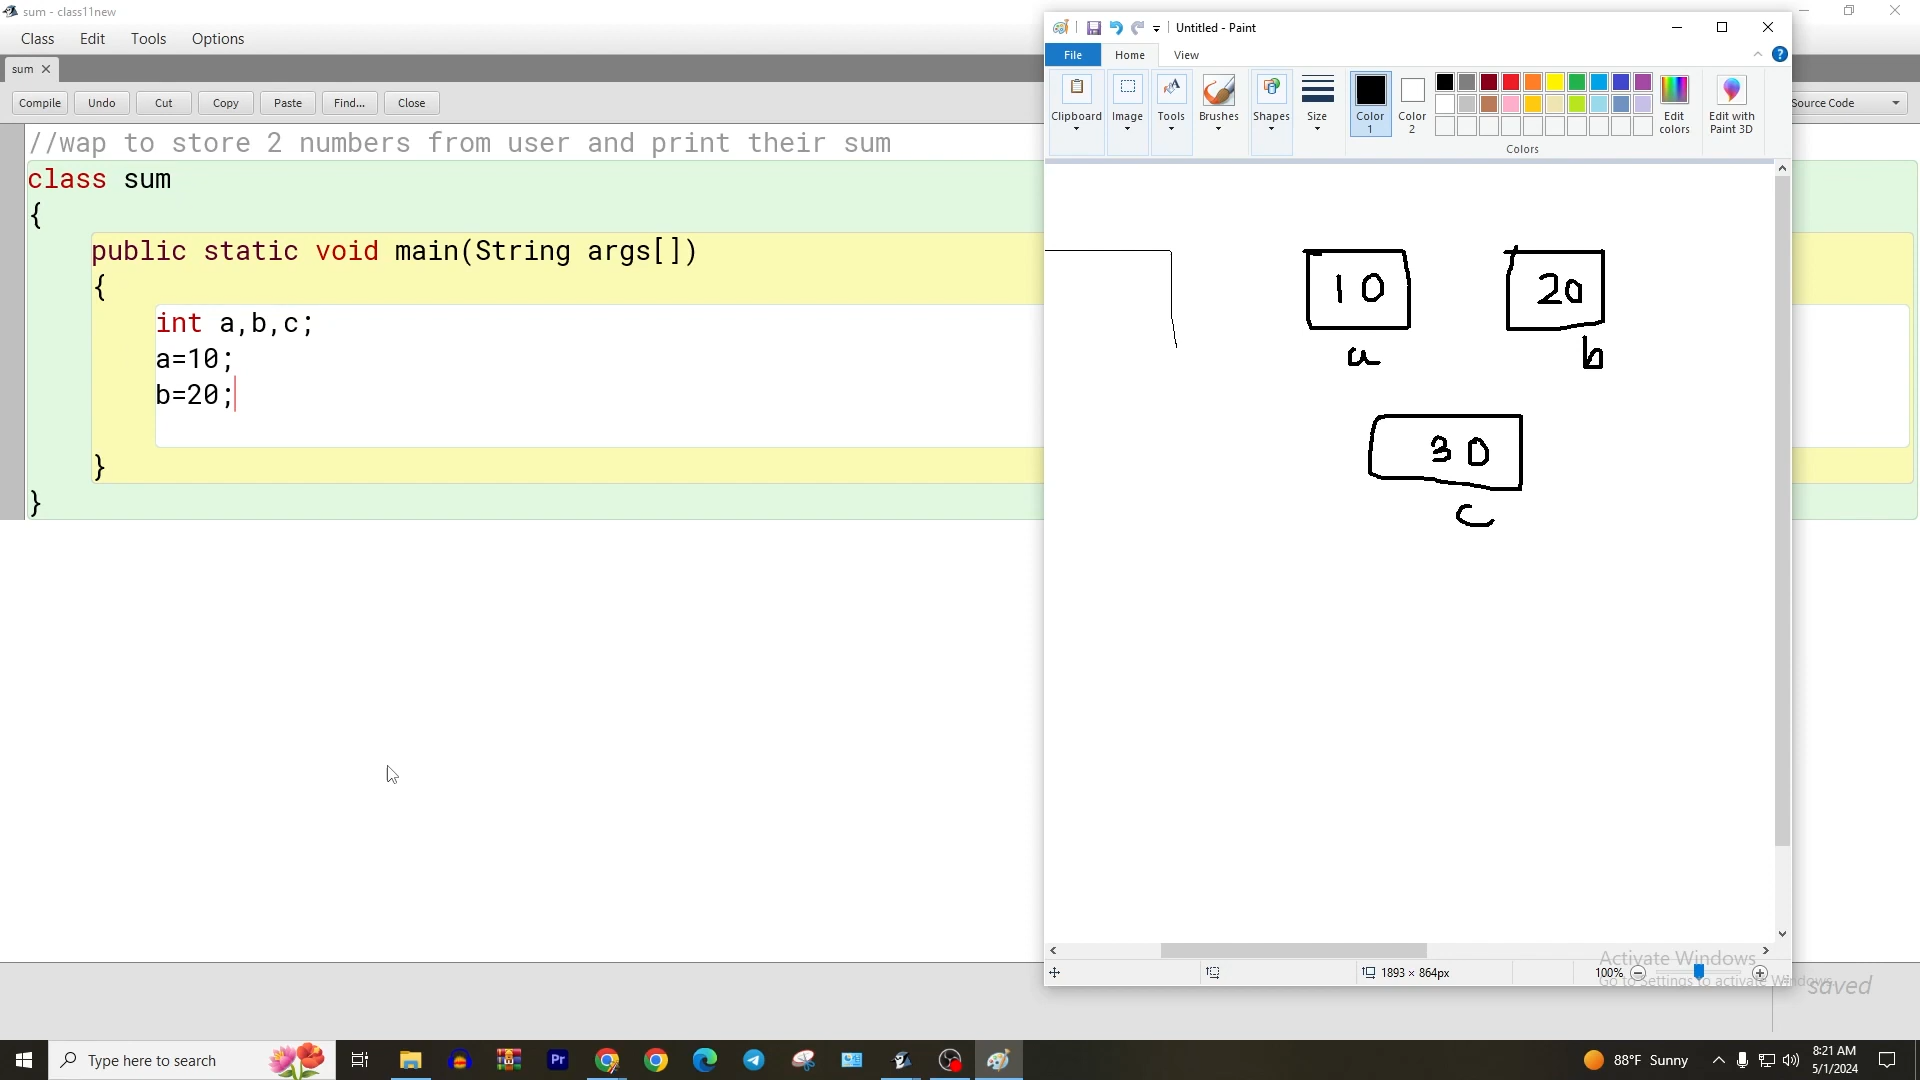 sum - class11new
Class Edit Tools Options
sum
Compile Undo Cut Copy Paste Find... Close
Source Code
//wap to store 2 numbers from user and print their sum
class sum
{
public static void main(String args[])
{
int a,b,c;
a=10;
b=20;
}
}
Untitled - Paint
File Home View
Clipboard Image Tools Brushes Shapes Size Color 1 Color 2 Edit colors Edit with Paint 3D
Colors
10 20
a b
30
c
1893 × 864px 100%
Activate Windows
Go to Settings to activate Windows.
saved
Type here to search
Pr
88°F Sunny
8:21 AM
5/1/2024